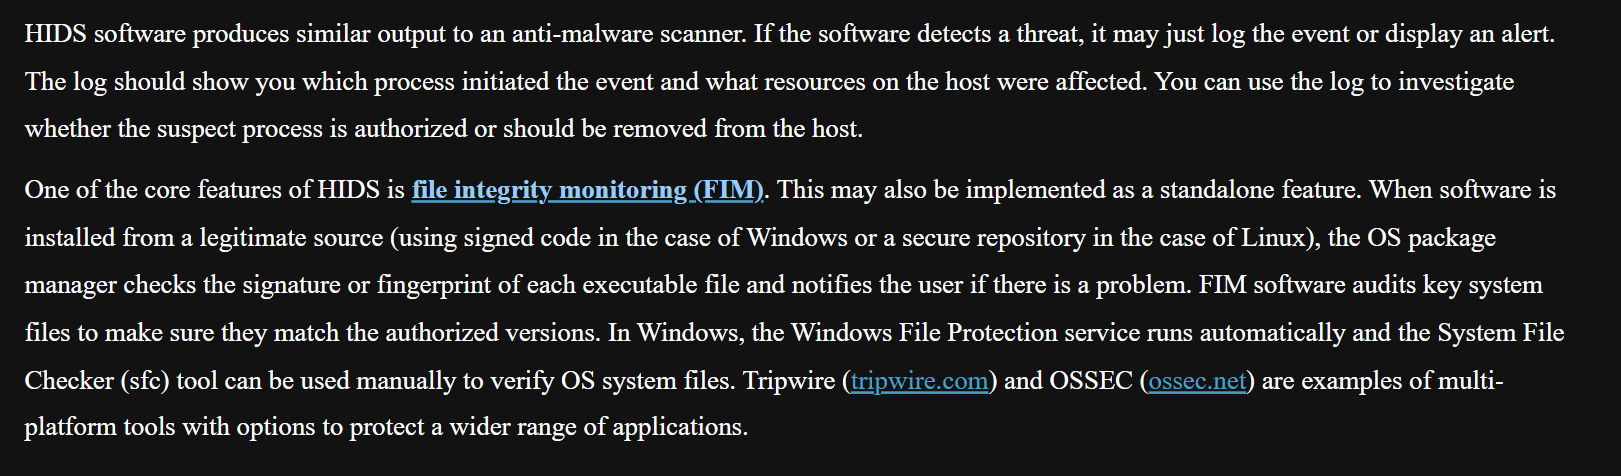 HIDS software produces similar output to an anti-malware scanner. If the software detects a threat, it may just log the event or display an alert.
The log should show you which process initiated the event and what resources on the host were affected. You can use the log to investigate
whether the suspect process is authorized or should be removed from the host.
One of the core features of HIDS is file integrity monitoring (FIM). This may also be implemented as a standalone feature. When software is
installed from a legitimate source (using signed code in the case of Windows or a secure repository in the case of Linux), the OS package
manager checks the signature or fingerprint of each executable file and notifies the user if there is a problem. FIM software audits key system
files to make sure they match the authorized versions. In Windows, the Windows File Protection service runs automatically and the System File
Checker (sfc) tool can be used manually to verify OS system files. Tripwire (tripwire.com) and OSSEC (ossec.net) are examples of multi-
platform tools with options to protect a wider range of applications.